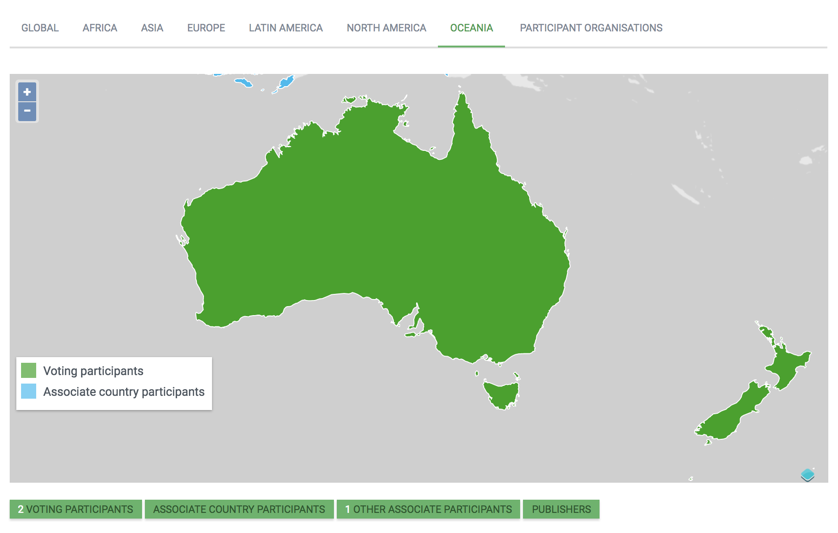 GLOBAL AFRICA ASIA EUROPE LATIN AMERICA NORTH AMERICA OCEANIA PARTICIPANT ORGANISATIONS
+
−
Voting participants
Associate country participants
2 VOTING PARTICIPANTS ASSOCIATE COUNTRY PARTICIPANTS 1 OTHER ASSOCIATE PARTICIPANTS PUBLISHERS